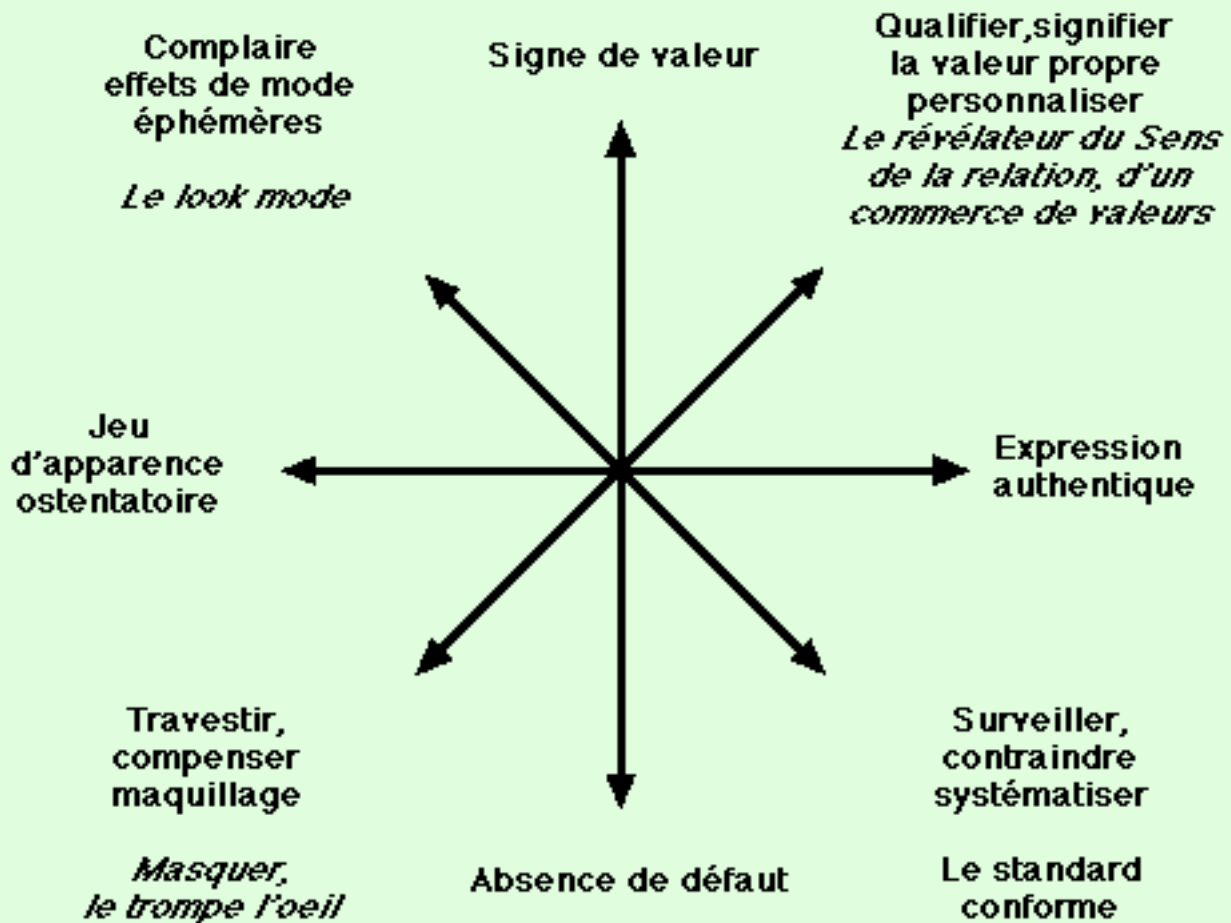 Complaire
effets de mode
éphémères
Le look mode
Signe de valeur
Qualifier,signifier
la valeur propre
personnaliser
Le révélateur du Sens
de la relation, d'un
commerce de valeurs
Jeu
d'apparence
ostentatoire
Expression
authentique
Travestir,
compenser
maquillage
Masquer,
le trompe l'oeil
Absence de défaut
Surveiller,
contraindre
systématiser
Le standard
conforme